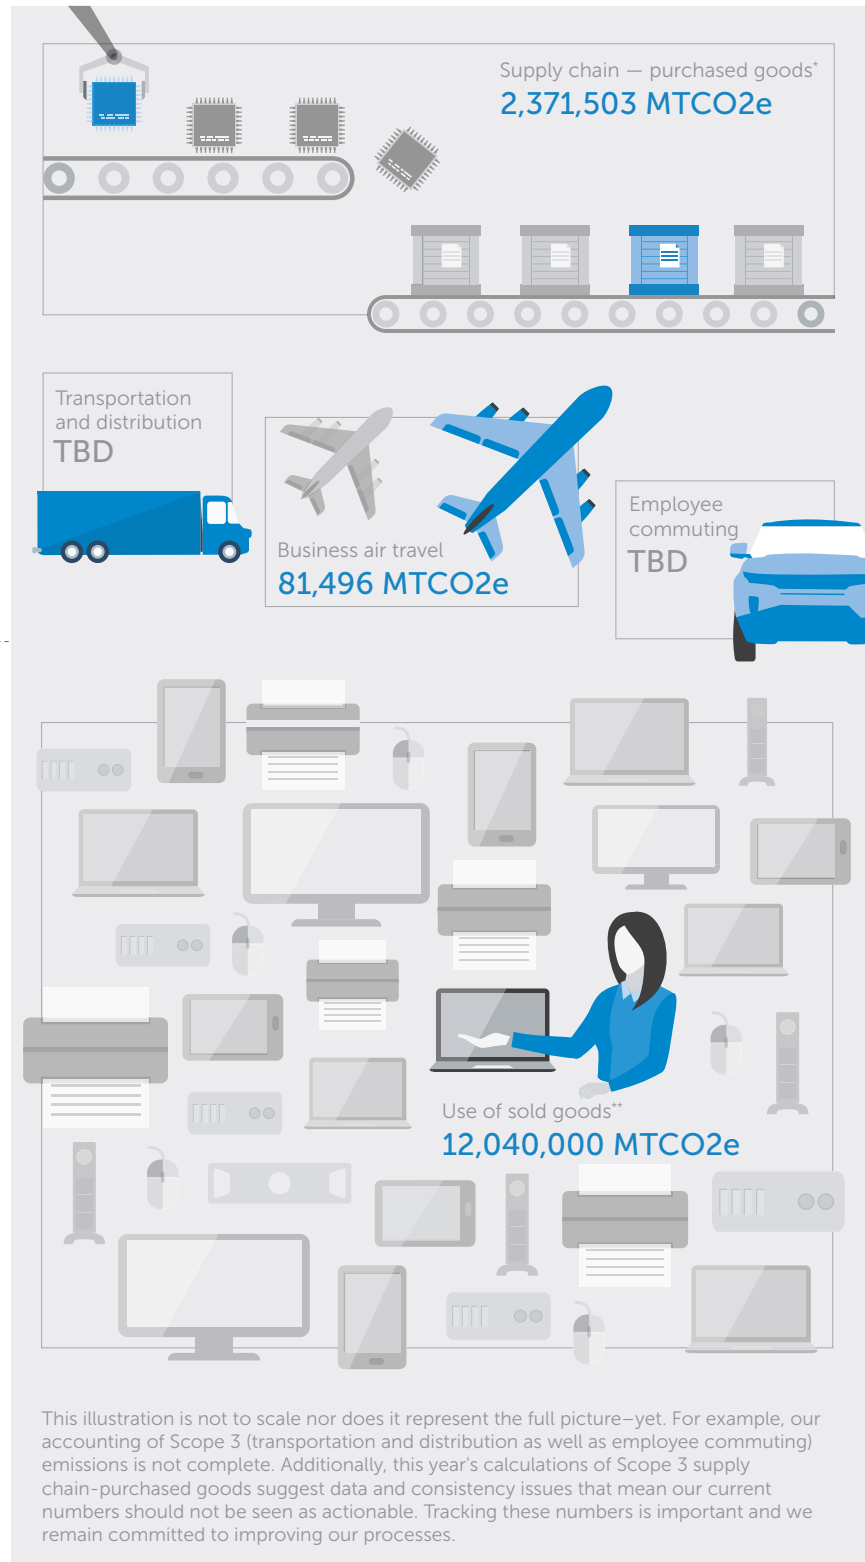 Supply chain — purchased goods*
2,371,503 MTCO2e
Transportation
and distribution
TBD
Business air travel
81,496 MTCO2e
Employee
commuting
TBD
Use of sold goods**
12,040,000 MTCO2e
This illustration is not to scale nor does it represent the full picture–yet. For example, our
accounting of Scope 3 (transportation and distribution as well as employee commuting)
emissions is not complete. Additionally, this year's calculations of Scope 3 supply
chain-purchased goods suggest data and consistency issues that mean our current
numbers should not be seen as actionable. Tracking these numbers is important and we
remain committed to improving our processes.